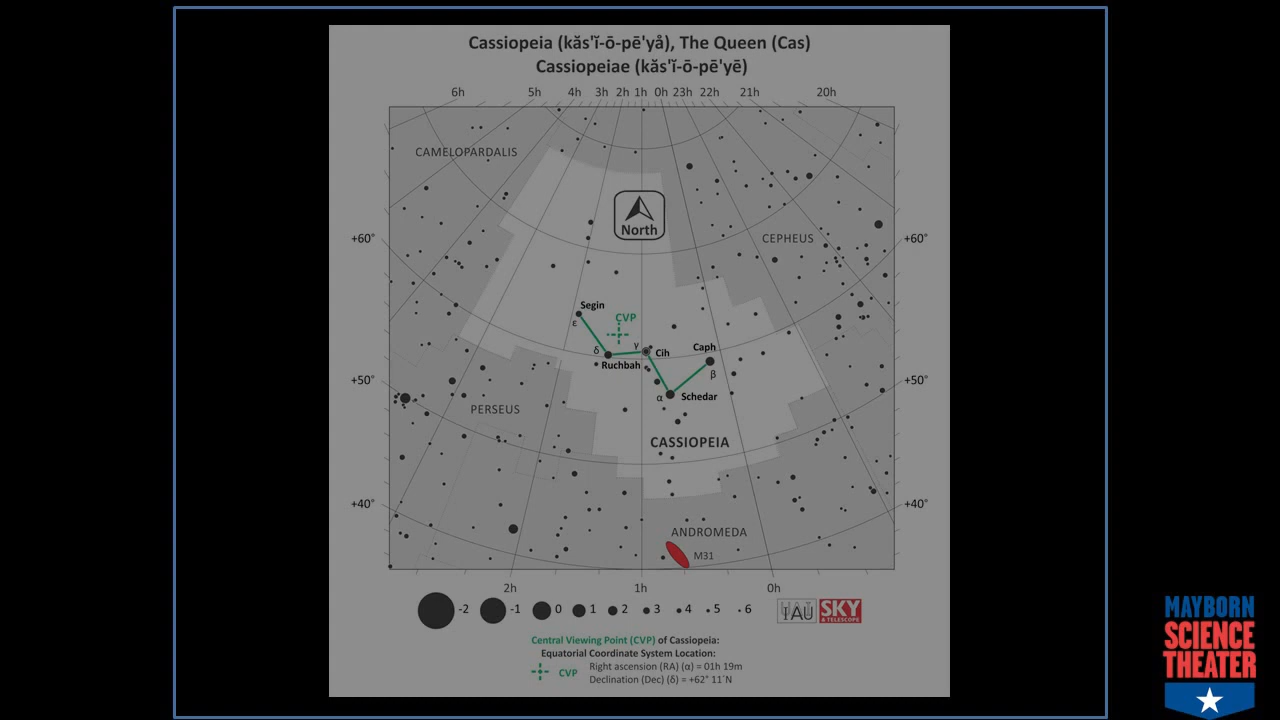 Cassiopeia (kăs'ĭ-ō-pē'yå), The Queen (Cas)
Cassiopeiae (kăs'ĭ-ō-pē'yē)
6h 5h 4h 3h 2h 1h 0h 23h 22h 21h 20h
CAMELOPARDALIS
North
+60° CEPHEUS +60°
Segin
ε CVP
δ γ Cih Caph
Ruchbah β
+50° +50°
α Schedar
PERSEUS
CASSIOPEIA
+40° +40°
ANDROMEDA
M31
2h 1h 0h
-2 -1 0 1 2 3 4 5 6
IAU SKY
& TELESCOPE
Central Viewing Point (CVP) of Cassiopeia:
Equatorial Coordinate System Location:
CVP
Right ascension (RA) (α) = 01h 19m
Declination (Dec) (δ) = +62° 11´N
MAYBORN
SCIENCE
THEATER